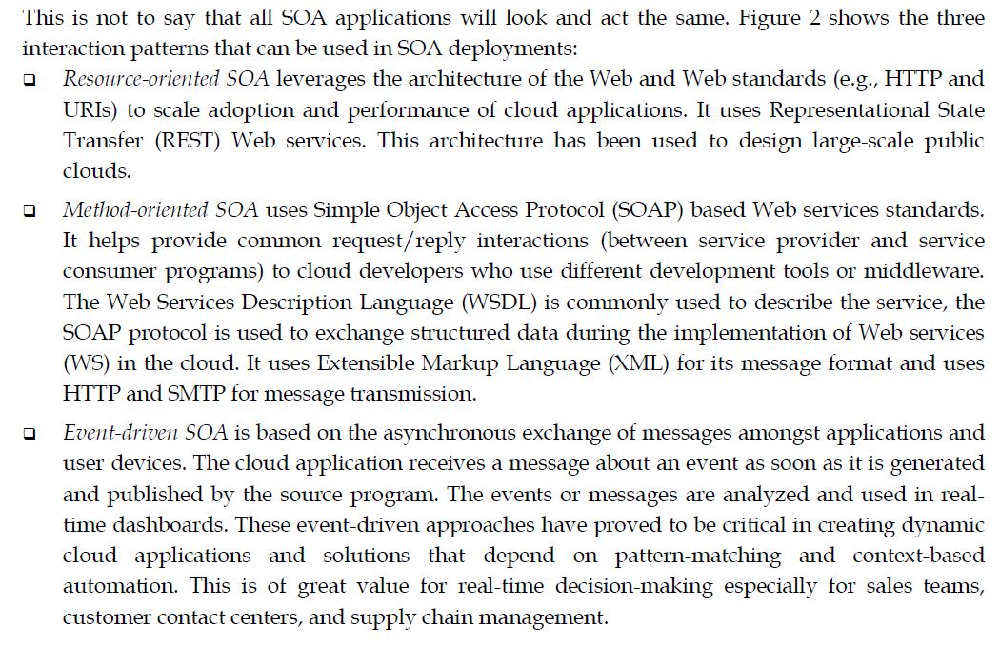 This is not to say that all SOA applications will look and act the same. Figure 2 shows the three
interaction patterns that can be used in SOA deployments:
❑ Resource-oriented SOA leverages the architecture of the Web and Web standards (e.g., HTTP and
URIs) to scale adoption and performance of cloud applications. It uses Representational State
Transfer (REST) Web services. This architecture has been used to design large-scale public
clouds.
❑ Method-oriented SOA uses Simple Object Access Protocol (SOAP) based Web services standards.
It helps provide common request/reply interactions (between service provider and service
consumer programs) to cloud developers who use different development tools or middleware.
The Web Services Description Language (WSDL) is commonly used to describe the service, the
SOAP protocol is used to exchange structured data during the implementation of Web services
(WS) in the cloud. It uses Extensible Markup Language (XML) for its message format and uses
HTTP and SMTP for message transmission.
❑ Event-driven SOA is based on the asynchronous exchange of messages amongst applications and
user devices. The cloud application receives a message about an event as soon as it is generated
and published by the source program. The events or messages are analyzed and used in real-
time dashboards. These event-driven approaches have proved to be critical in creating dynamic
cloud applications and solutions that depend on pattern-matching and context-based
automation. This is of great value for real-time decision-making especially for sales teams,
customer contact centers, and supply chain management.